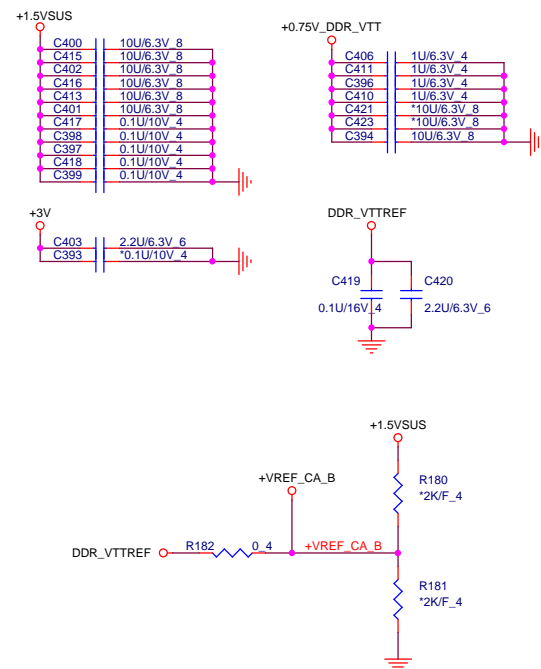 +1.5VSUS
C400 10U/6.3V_8
C415 10U/6.3V_8
C402 10U/6.3V_8
C416 10U/6.3V_8
C413 10U/6.3V_8
C401 10U/6.3V_8
C417 0.1U/10V_4
C398 0.1U/10V_4
C397 0.1U/10V_4
C418 0.1U/10V_4
C399 0.1U/10V_4
+0.75V_DDR_VTT
C406 1U/6.3V_4
C411 1U/6.3V_4
C396 1U/6.3V_4
C410 1U/6.3V_4
C421 *10U/6.3V_8
C423 *10U/6.3V_8
C394 10U/6.3V_8
+3V
C403 2.2U/6.3V_6
C393 *0.1U/10V_4
DDR_VTTREF
C419 C420
0.1U/16V_4 2.2U/6.3V_6
+1.5VSUS
R180
*2K/F_4
+VREF_CA_B
DDR_VTTREF R182 0_4 +VREF_CA_B
R181
*2K/F_4